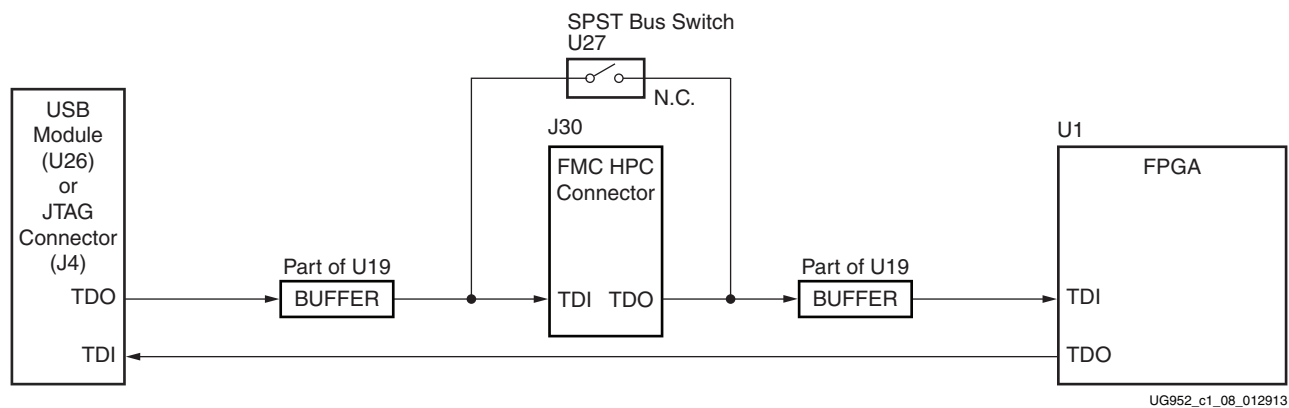 SPST Bus Switch
U27
N.C.
USB
Module
(U26)
or
JTAG
Connector
(J4)
TDO
TDI
Part of U19
BUFFER
J30
FMC HPC
Connector
TDI TDO
Part of U19
BUFFER
U1
FPGA
TDI
TDO
UG952_c1_08_012913